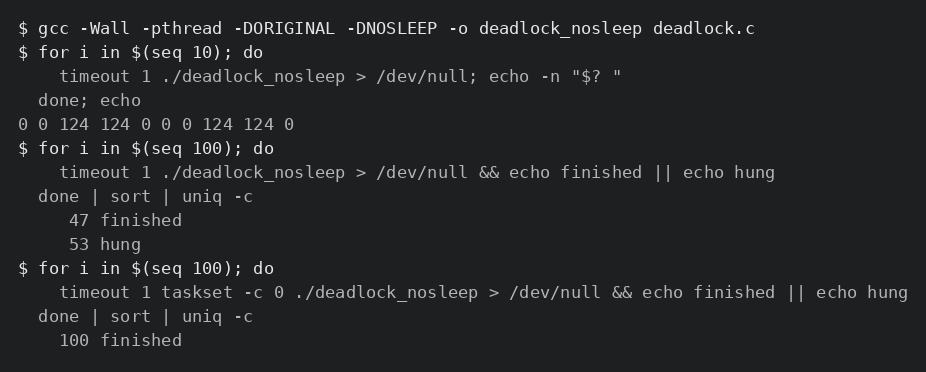 $ gcc -Wall -pthread -DORIGINAL -DNOSLEEP -o deadlock_nosleep deadlock.c
$ for i in $(seq 10); do
    timeout 1 ./deadlock_nosleep > /dev/null; echo -n "$? "
  done; echo
0 0 124 124 0 0 0 124 124 0
$ for i in $(seq 100); do
    timeout 1 ./deadlock_nosleep > /dev/null && echo finished || echo hung
  done | sort | uniq -c
     47 finished
     53 hung
$ for i in $(seq 100); do
    timeout 1 taskset -c 0 ./deadlock_nosleep > /dev/null && echo finished || echo hung
  done | sort | uniq -c
    100 finished